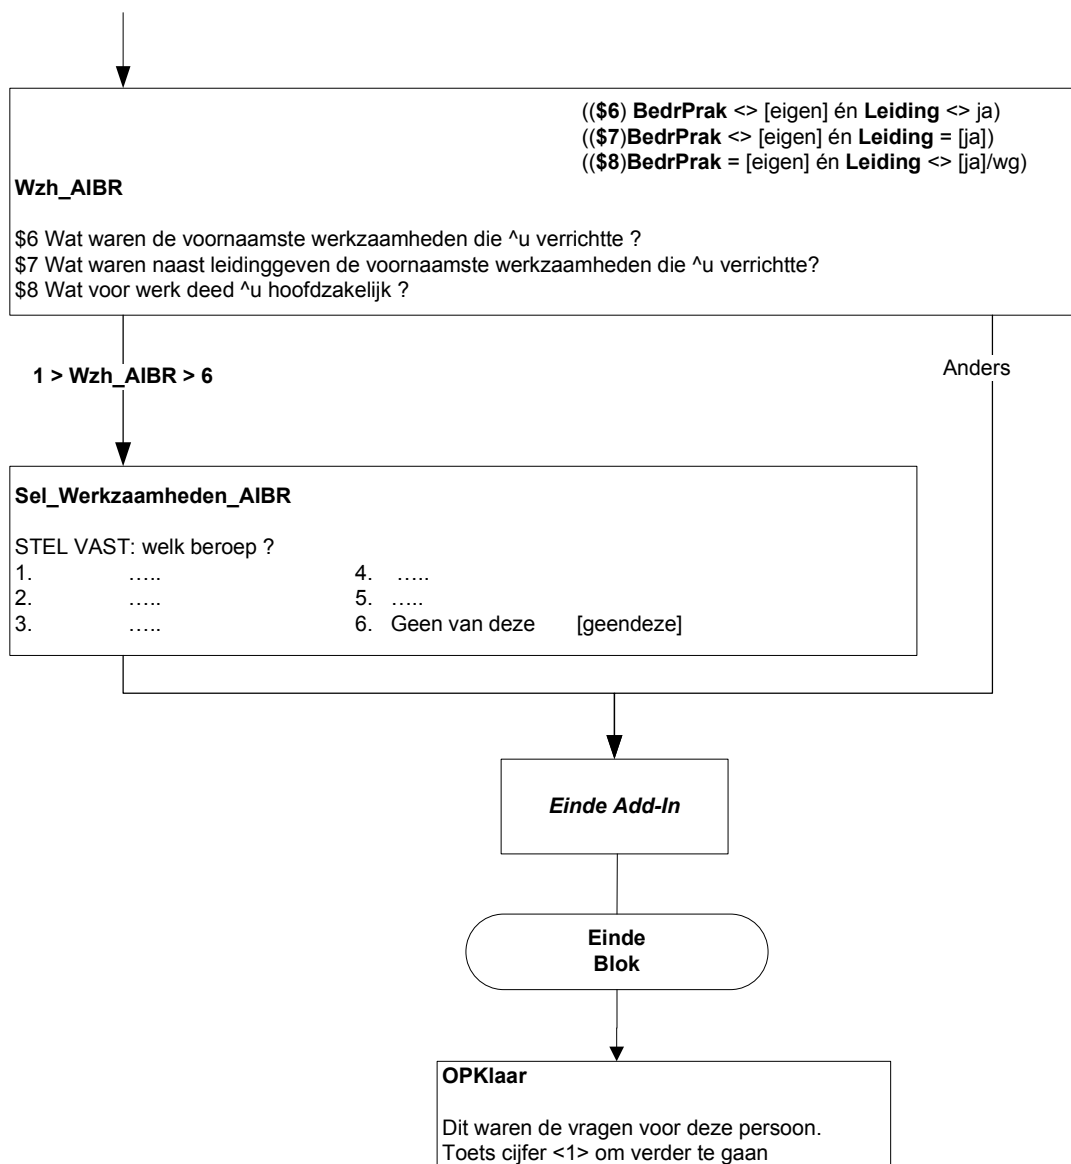 (($6) BedrPrak <> [eigen] én Leiding <> ja)
(($7)BedrPrak <> [eigen] én Leiding = [ja])
(($8)BedrPrak = [eigen] én Leiding <> [ja]/wg)
Wzh_AIBR
$6 Wat waren de voornaamste werkzaamheden die ^u verrichtte ?
$7 Wat waren naast leidinggeven de voornaamste werkzaamheden die ^u verrichtte?
$8 Wat voor werk deed ^u hoofdzakelijk ?
1 > Wzh_AIBR > 6
Anders
Sel_Werkzaamheden_AIBR
STEL VAST: welk beroep ?
1. ..... 4. .....
2. ..... 5. .....
3. ..... 6. Geen van deze [geendeze]
Einde Add-In
Einde
Blok
OPKlaar
Dit waren de vragen voor deze persoon.
Toets cijfer <1> om verder te gaan